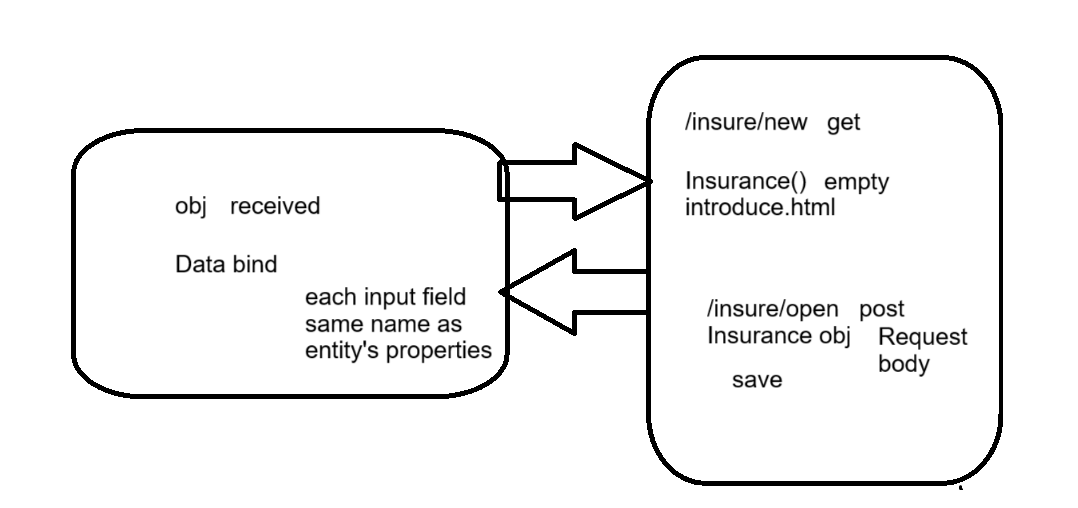 obj received
Data bind
each input field
same name as
entity's properties
/insure/new get
Insurance() empty
introduce.html
/insure/open post
Insurance obj Request
body
save